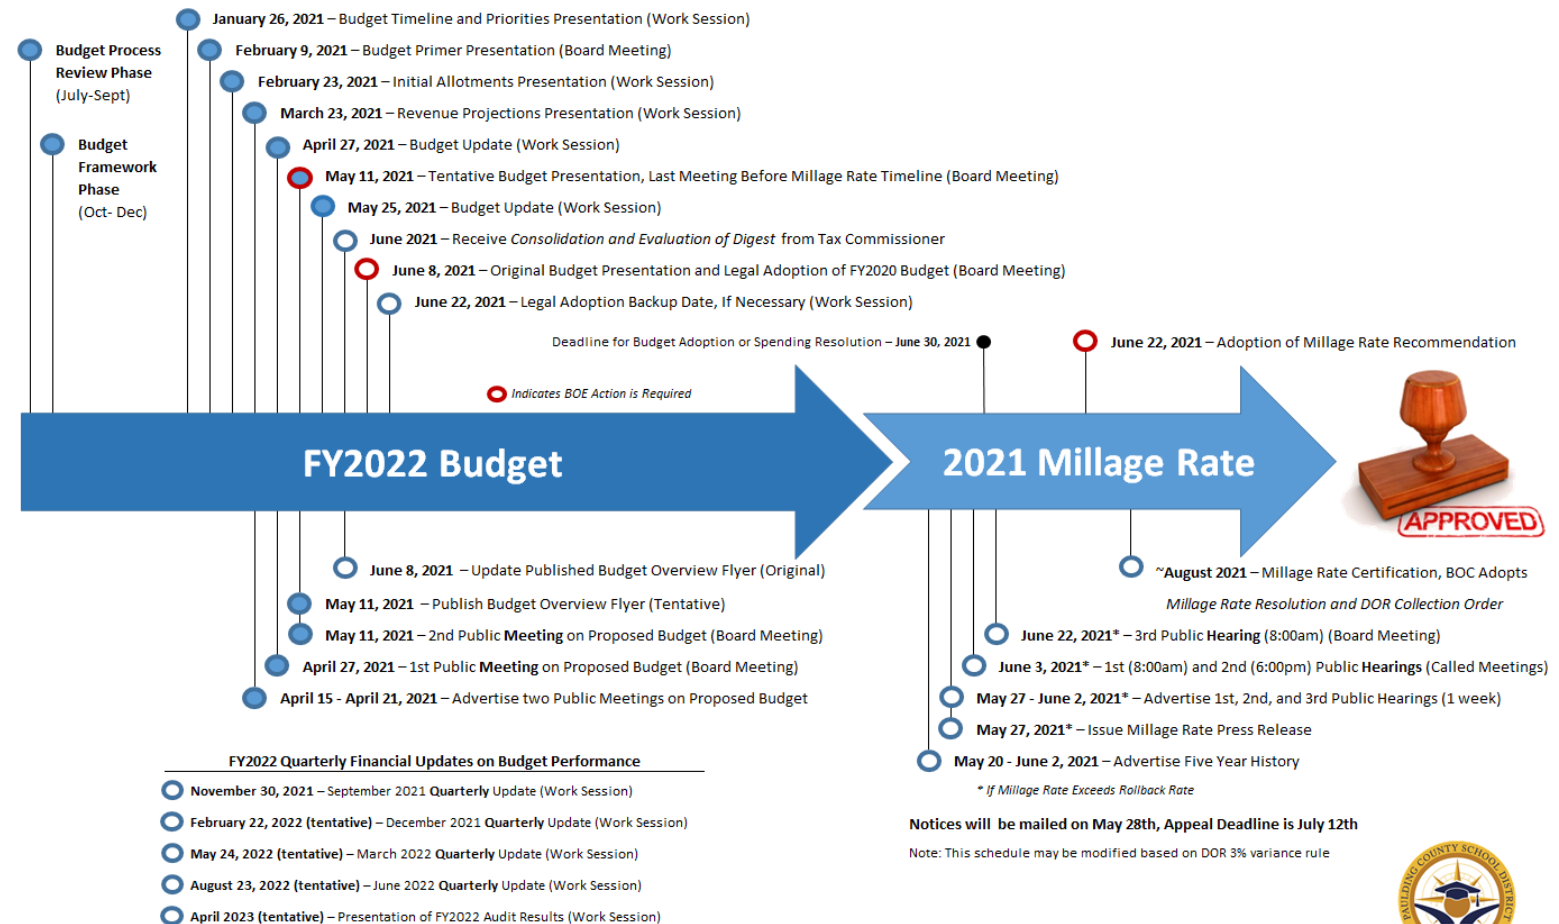 January 26, 2021 – Budget Timeline and Priorities Presentation (Work Session)
Budget Process
Review Phase
(July-Sept)
February 9, 2021 – Budget Primer Presentation (Board Meeting)
February 23, 2021 – Initial Allotments Presentation (Work Session)
March 23, 2021 – Revenue Projections Presentation (Work Session)
Budget
Framework
Phase
(Oct- Dec)
April 27, 2021 – Budget Update (Work Session)
May 11, 2021 – Tentative Budget Presentation, Last Meeting Before Millage Rate Timeline (Board Meeting)
May 25, 2021 – Budget Update (Work Session)
June 2021 – Receive Consolidation and Evaluation of Digest from Tax Commissioner
June 8, 2021 – Original Budget Presentation and Legal Adoption of FY2020 Budget (Board Meeting)
June 22, 2021 – Legal Adoption Backup Date, If Necessary (Work Session)
Deadline for Budget Adoption or Spending Resolution – June 30, 2021
June 22, 2021 – Adoption of Millage Rate Recommendation
Indicates BOE Action is Required
FY2022 Budget
2021 Millage Rate
APPROVED
June 8, 2021 – Update Published Budget Overview Flyer (Original)
May 11, 2021 – Publish Budget Overview Flyer (Tentative)
May 11, 2021 – 2nd Public Meeting on Proposed Budget (Board Meeting)
April 27, 2021 – 1st Public Meeting on Proposed Budget (Board Meeting)
April 15 - April 21, 2021 – Advertise two Public Meetings on Proposed Budget
~August 2021 – Millage Rate Certification, BOC Adopts
Millage Rate Resolution and DOR Collection Order
June 22, 2021* – 3rd Public Hearing (8:00am) (Board Meeting)
June 3, 2021* – 1st (8:00am) and 2nd (6:00pm) Public Hearings (Called Meetings)
May 27 - June 2, 2021* – Advertise 1st, 2nd, and 3rd Public Hearings (1 week)
May 27, 2021* – Issue Millage Rate Press Release
May 20 - June 2, 2021 – Advertise Five Year History
* If Millage Rate Exceeds Rollback Rate
Notices will be mailed on May 28th, Appeal Deadline is July 12th
Note: This schedule may be modified based on DOR 3% variance rule
FY2022 Quarterly Financial Updates on Budget Performance
November 30, 2021 – September 2021 Quarterly Update (Work Session)
February 22, 2022 (tentative) – December 2021 Quarterly Update (Work Session)
May 24, 2022 (tentative) – March 2022 Quarterly Update (Work Session)
August 23, 2022 (tentative) – June 2022 Quarterly Update (Work Session)
April 2023 (tentative) – Presentation of FY2022 Audit Results (Work Session)
PAULDING COUNTY SCHOOL DISTRICT